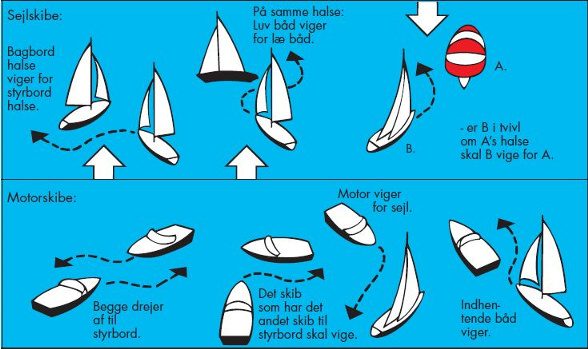 Sejlskibe:
Bagbord
halse
viger for
styrbord
halse.
På samme halse:
Luv båd viger
for læ båd.
A.
B.
- er B i tvivl
om A's halse
skal B vige for A.
Motorskibe:
Begge drejer
af til
styrbord.
Det skib
som har det
andet skib til
styrbord skal vige.
Motor viger
for sejl.
Indhen-
tende båd
viger.